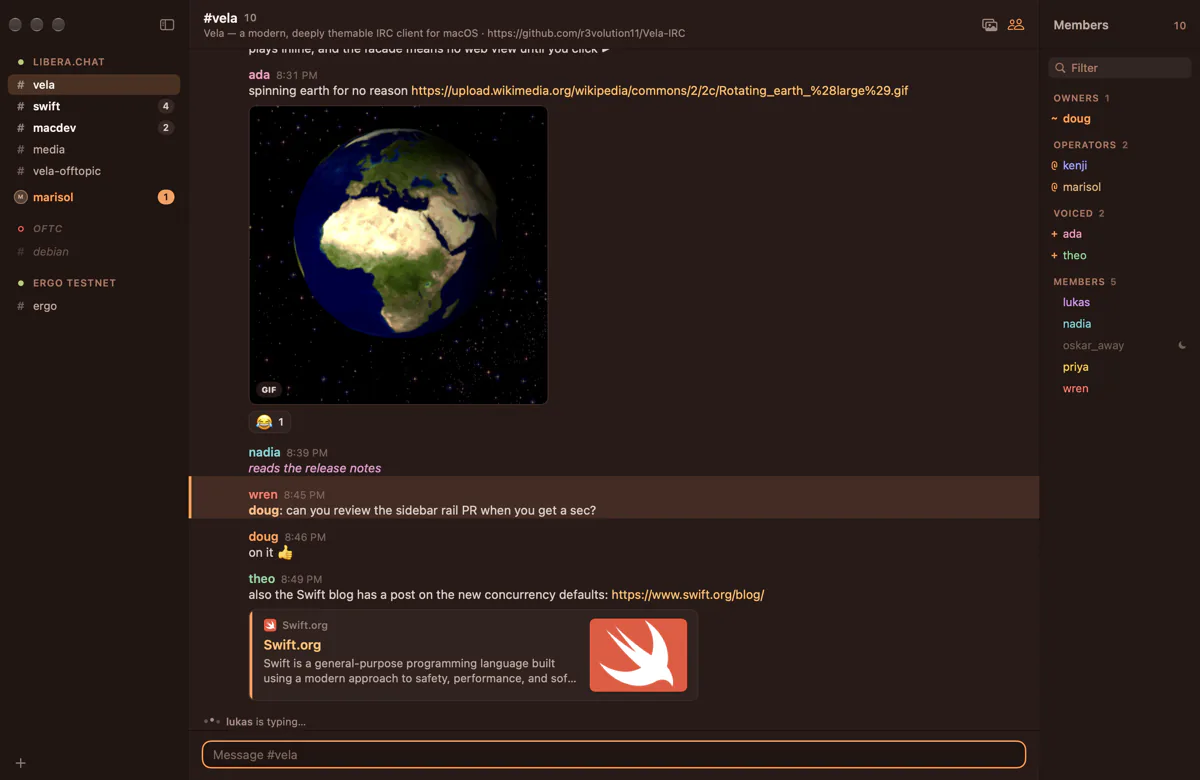 LIBERA.CHAT
# vela
# swift 4
# macdev 2
# media
# vela-offtopic
M marisol 1
OFTC
# debian
ERGO TESTNET
# ergo
+
#vela 10
Vela — a modern, deeply themable IRC client for macOS · https://github.com/r3volution11/Vela-IRC
plays inline, and the facade means no web view until you click ►
ada 8:31 PM
spinning earth for no reason https://upload.wikimedia.org/wikipedia/commons/2/2c/Rotating_earth_%28large%29.gif
GIF
😂 1
nadia 8:39 PM
reads the release notes
wren 8:45 PM
doug: can you review the sidebar rail PR when you get a sec?
doug 8:46 PM
on it 👍
theo 8:49 PM
also the Swift blog has a post on the new concurrency defaults: https://www.swift.org/blog/
Swift.org
Swift.org
Swift is a general-purpose programming language built
using a modern approach to safety, performance, and sof…
lukas is typing…
Message #vela
Members 10
Filter
OWNERS 1
~ doug
OPERATORS 2
@ kenji
@ marisol
VOICED 2
+ ada
+ theo
MEMBERS 5
lukas
nadia
oskar_away
priya
wren